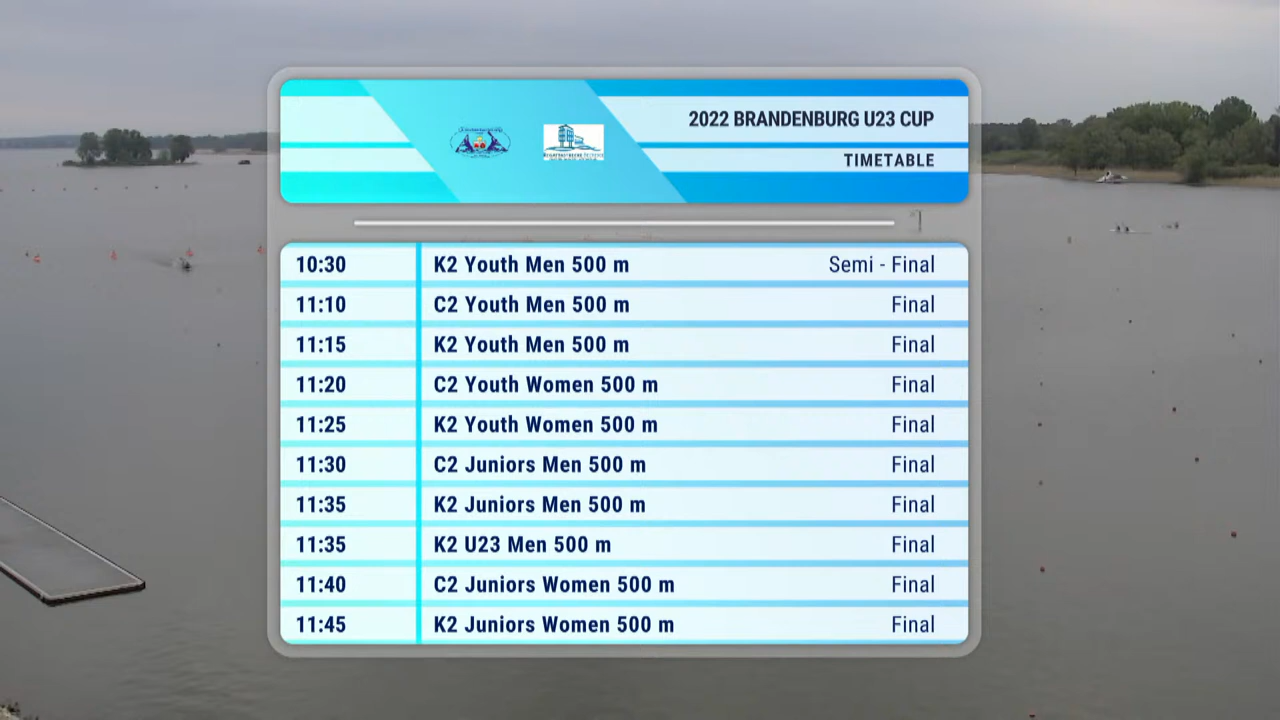 2022 BRANDENBURG U23 CUP
TIMETABLE
10:30 K2 Youth Men 500 m Semi - Final
11:10 C2 Youth Men 500 m Final
11:15 K2 Youth Men 500 m Final
11:20 C2 Youth Women 500 m Final
11:25 K2 Youth Women 500 m Final
11:30 C2 Juniors Men 500 m Final
11:35 K2 Juniors Men 500 m Final
11:35 K2 U23 Men 500 m Final
11:40 C2 Juniors Women 500 m Final
11:45 K2 Juniors Women 500 m Final